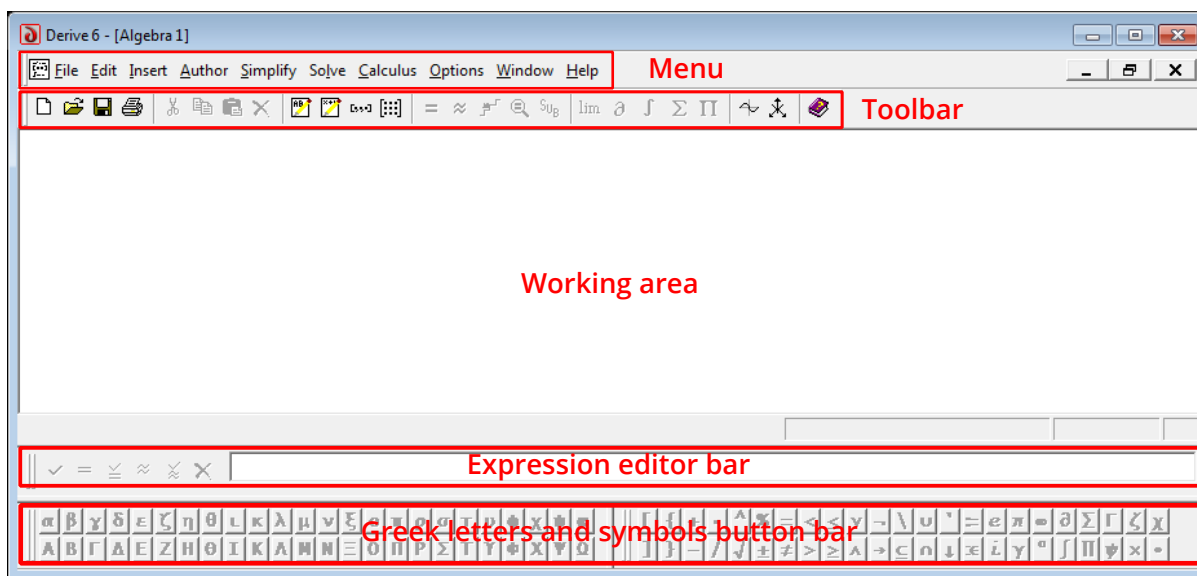 Derive 6 - [Algebra 1]
File Edit Insert Author Simplify Solve Calculus Options Window Help Menu
= ≈ SUB lim ∂ ∫ Σ Π Toolbar
Working area
= ≈ Expression editor bar
α β γ δ ε ζ η θ ι κ λ μ ν ξ
Greek letters and symbols button bar
Α Β Γ Δ Ε Ζ Η Θ Ι Κ Λ Μ Ν Ξ Ο Π Ρ Σ Τ Υ Φ Χ Ψ Ω